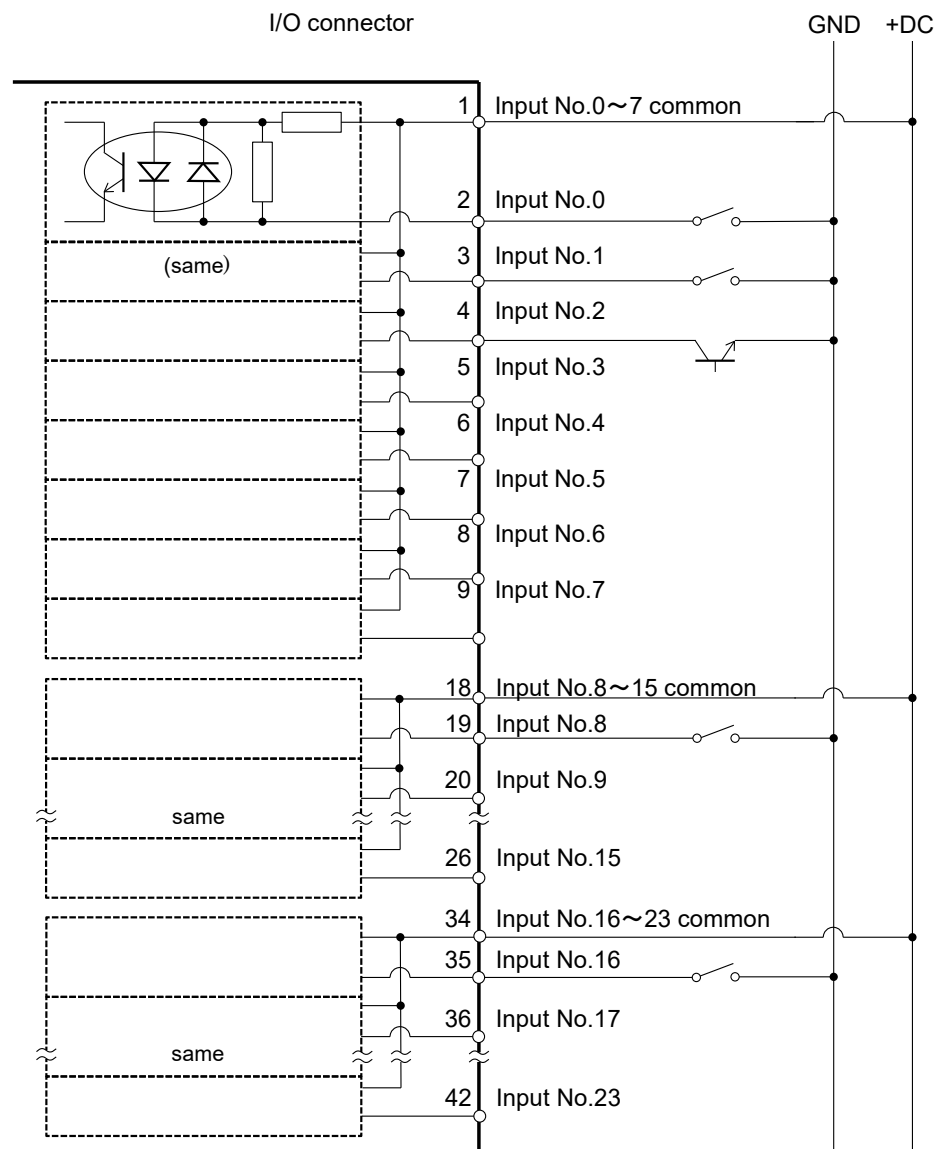 I/O connector GND +DC
1 Input No.0～7 common
2 Input No.0
3 Input No.1
(same)
4 Input No.2
5 Input No.3
6 Input No.4
7 Input No.5
8 Input No.6
9 Input No.7
18 Input No.8～15 common
19 Input No.8
20 Input No.9
same
26 Input No.15
34 Input No.16～23 common
35 Input No.16
36 Input No.17
same
42 Input No.23